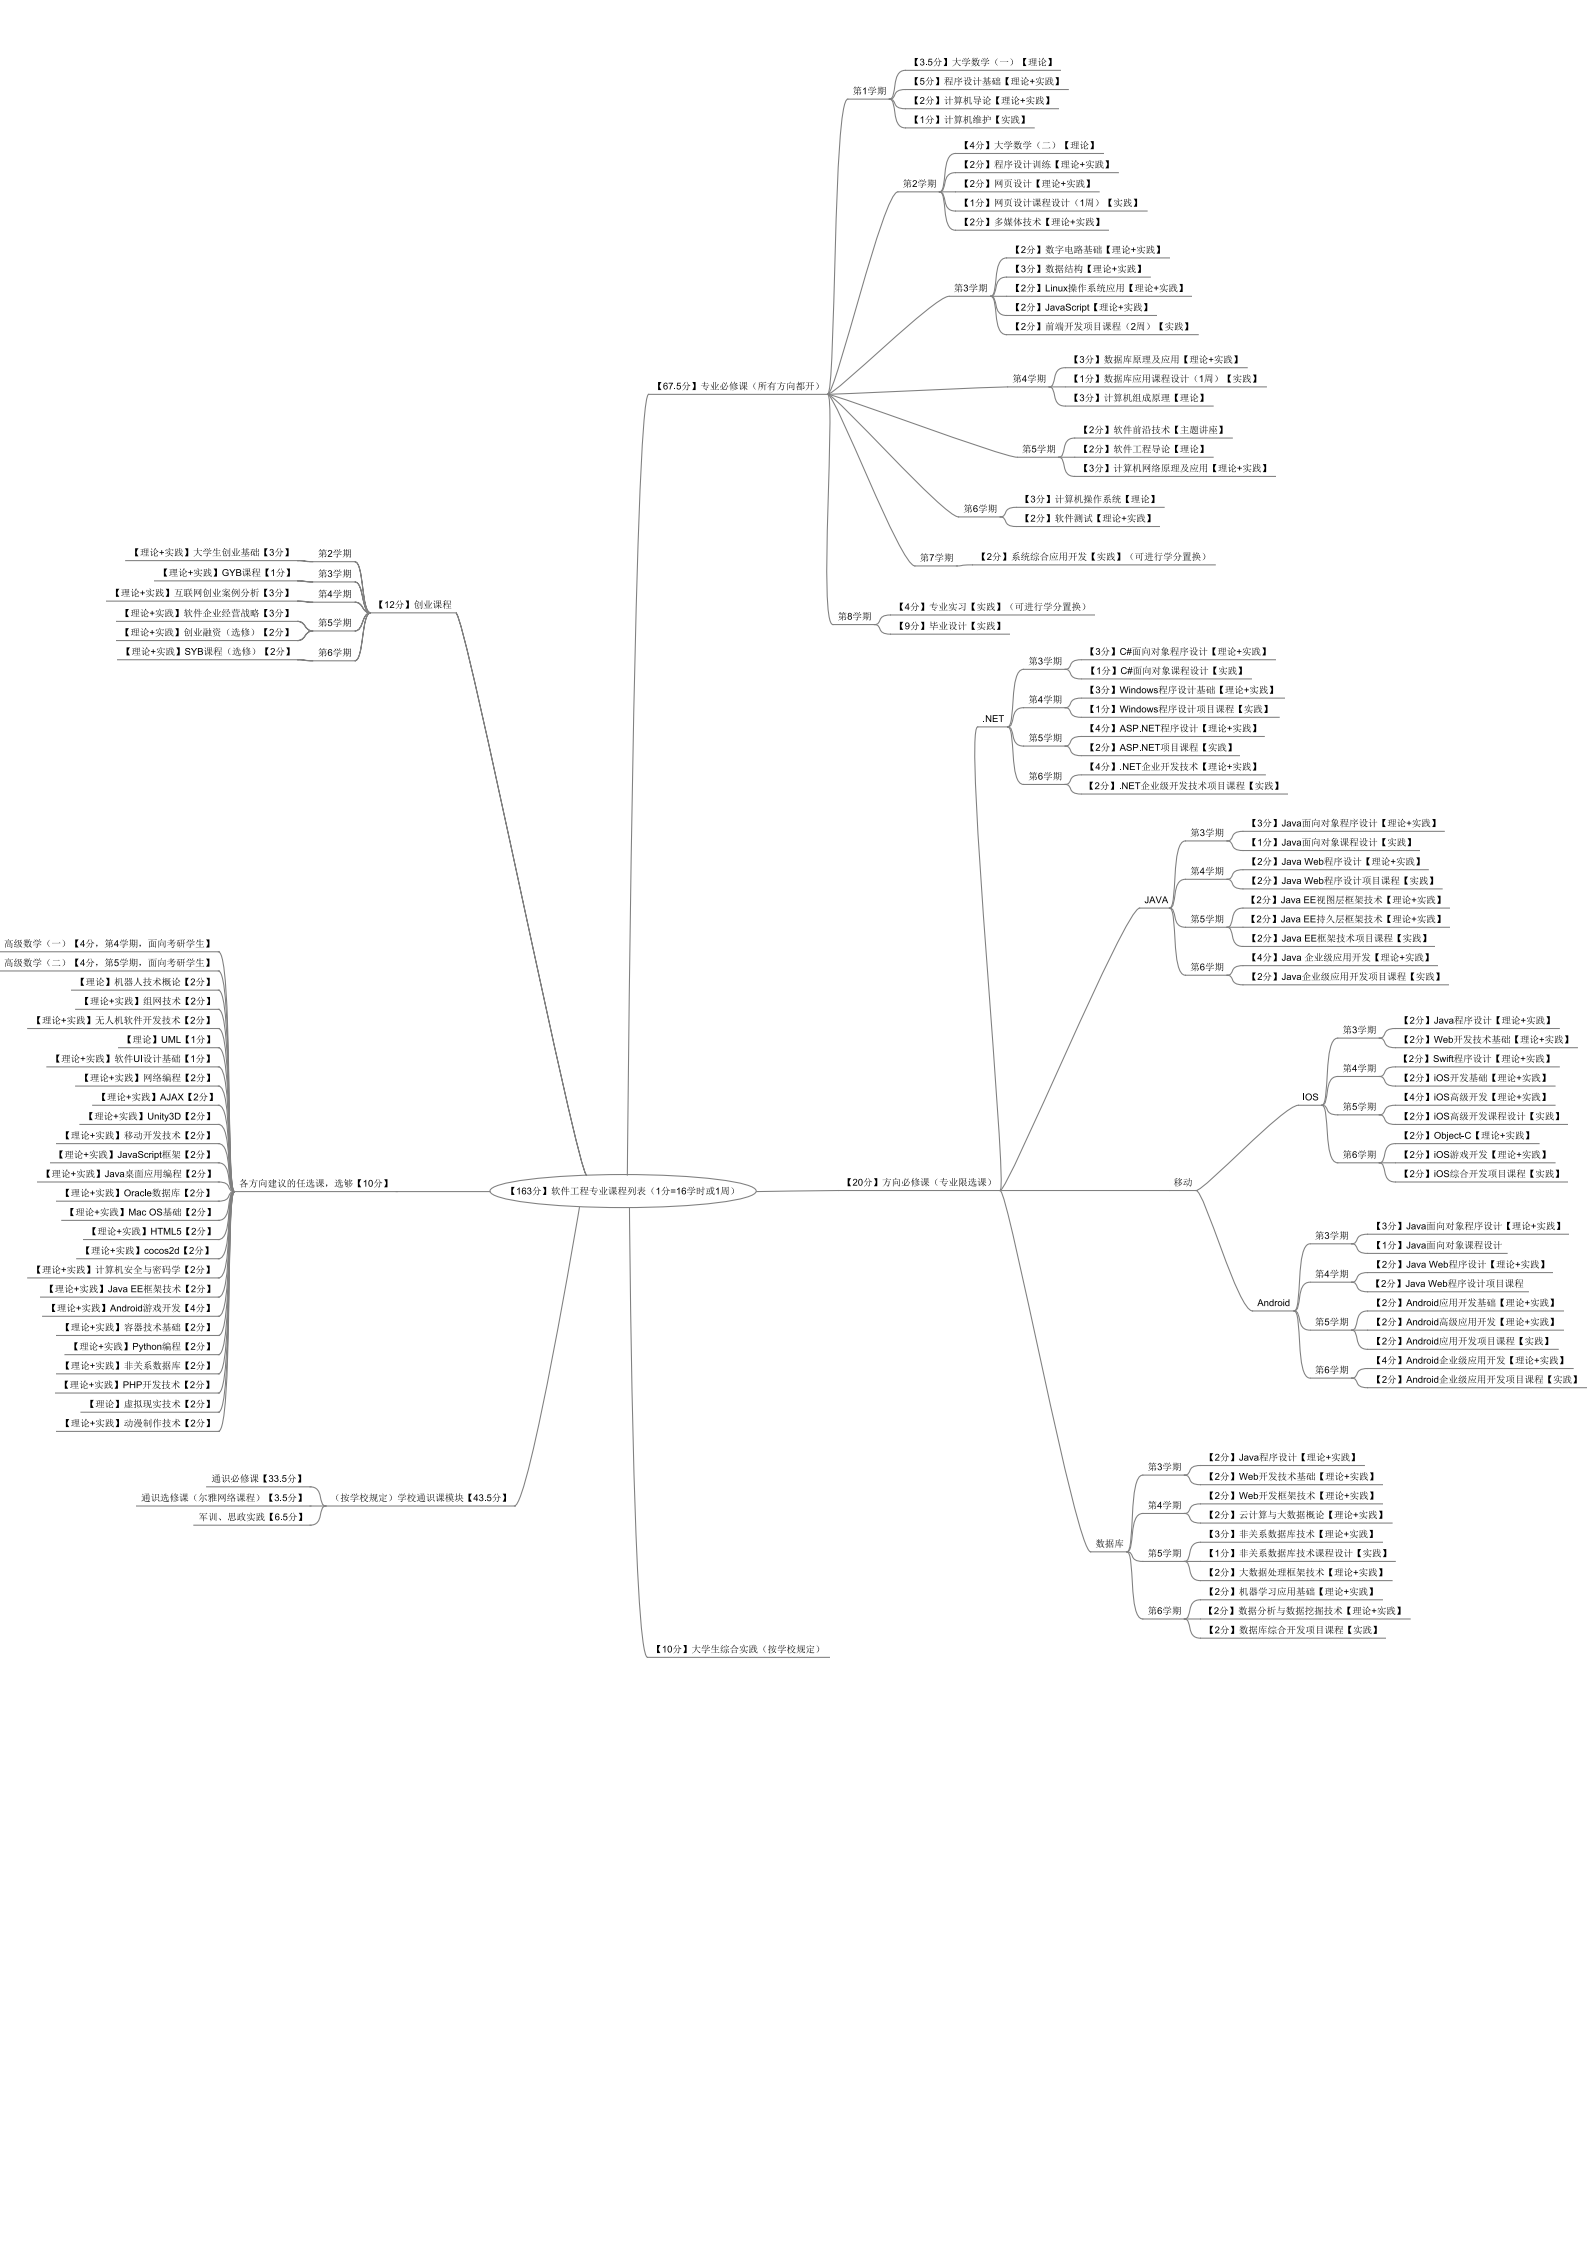 【163分】软件工程专业课程列表（1分=16学时或1周）
【67.5分】专业必修课（所有方向都开）
第1学期
【3.5分】大学数学（一）【理论】
【5分】程序设计基础【理论+实践】
【2分】计算机导论【理论+实践】
【1分】计算机维护【实践】
第2学期
【4分】大学数学（二）【理论】
【2分】程序设计训练【理论+实践】
【2分】网页设计【理论+实践】
【1分】网页设计课程设计（1周）【实践】
【2分】多媒体技术【理论+实践】
第3学期
【2分】数字电路基础【理论+实践】
【3分】数据结构【理论+实践】
【2分】Linux操作系统应用【理论+实践】
【2分】JavaScript【理论+实践】
【2分】前端开发项目课程（2周）【实践】
第4学期
【3分】数据库原理及应用【理论+实践】
【1分】数据库应用课程设计（1周）【实践】
【3分】计算机组成原理【理论】
第5学期
【2分】软件前沿技术【主题讲座】
【2分】软件工程导论【理论】
【3分】计算机网络原理及应用【理论+实践】
第6学期
【3分】计算机操作系统【理论】
【2分】软件测试【理论+实践】
第7学期
【2分】系统综合应用开发【实践】（可进行学分置换）
第8学期
【4分】专业实习【实践】（可进行学分置换）
【9分】毕业设计【实践】
【20分】方向必修课（专业限选课）
.NET
第3学期
【3分】C#面向对象程序设计【理论+实践】
【1分】C#面向对象课程设计【实践】
第4学期
【3分】Windows程序设计基础【理论+实践】
【1分】Windows程序设计项目课程【实践】
第5学期
【4分】ASP.NET程序设计【理论+实践】
【2分】ASP.NET项目课程【实践】
第6学期
【4分】.NET企业开发技术【理论+实践】
【2分】.NET企业级开发技术项目课程【实践】
JAVA
第3学期
【3分】Java面向对象程序设计【理论+实践】
【1分】Java面向对象课程设计【实践】
第4学期
【2分】Java Web程序设计【理论+实践】
【2分】Java Web程序设计项目课程【实践】
第5学期
【2分】Java EE视图层框架技术【理论+实践】
【2分】Java EE持久层框架技术【理论+实践】
【2分】Java EE框架技术项目课程【实践】
第6学期
【4分】Java 企业级应用开发【理论+实践】
【2分】Java企业级应用开发项目课程【实践】
移动
IOS
第3学期
【2分】Java程序设计【理论+实践】
【2分】Web开发技术基础【理论+实践】
第4学期
【2分】Swift程序设计【理论+实践】
【2分】iOS开发基础【理论+实践】
第5学期
【4分】iOS高级开发【理论+实践】
【2分】iOS高级开发课程设计【实践】
第6学期
【2分】Object-C【理论+实践】
【2分】iOS游戏开发【理论+实践】
【2分】iOS综合开发项目课程【实践】
Android
第3学期
【3分】Java面向对象程序设计【理论+实践】
【1分】Java面向对象课程设计
第4学期
【2分】Java Web程序设计【理论+实践】
【2分】Java Web程序设计项目课程
第5学期
【2分】Android应用开发基础【理论+实践】
【2分】Android高级应用开发【理论+实践】
【2分】Android应用开发项目课程【实践】
第6学期
【4分】Android企业级应用开发【理论+实践】
【2分】Android企业级应用开发项目课程【实践】
数据库
第3学期
【2分】Java程序设计【理论+实践】
【2分】Web开发技术基础【理论+实践】
第4学期
【2分】Web开发框架技术【理论+实践】
【2分】云计算与大数据概论【理论+实践】
第5学期
【3分】非关系数据库技术【理论+实践】
【1分】非关系数据库技术课程设计【实践】
【2分】大数据处理框架技术【理论+实践】
第6学期
【2分】机器学习应用基础【理论+实践】
【2分】数据分析与数据挖掘技术【理论+实践】
【2分】数据库综合开发项目课程【实践】
【10分】大学生综合实践（按学校规定）
【12分】创业课程
第2学期
【理论+实践】大学生创业基础【3分】
第3学期
【理论+实践】GYB课程【1分】
第4学期
【理论+实践】互联网创业案例分析【3分】
第5学期
【理论+实践】软件企业经营战略【3分】
【理论+实践】创业融资（选修）【2分】
第6学期
【理论+实践】SYB课程（选修）【2分】
各方向建议的任选课，选够【10分】
高级数学（一）【4分，第4学期，面向考研学生】
高级数学（二）【4分，第5学期，面向考研学生】
【理论】机器人技术概论【2分】
【理论+实践】组网技术【2分】
【理论+实践】无人机软件开发技术【2分】
【理论】UML【1分】
【理论+实践】软件UI设计基础【1分】
【理论+实践】网络编程【2分】
【理论+实践】AJAX【2分】
【理论+实践】Unity3D【2分】
【理论+实践】移动开发技术【2分】
【理论+实践】JavaScript框架【2分】
【理论+实践】Java桌面应用编程【2分】
【理论+实践】Oracle数据库【2分】
【理论+实践】Mac OS基础【2分】
【理论+实践】HTML5【2分】
【理论+实践】cocos2d【2分】
【理论+实践】计算机安全与密码学【2分】
【理论+实践】Java EE框架技术【2分】
【理论+实践】Android游戏开发【4分】
【理论+实践】容器技术基础【2分】
【理论+实践】Python编程【2分】
【理论+实践】非关系数据库【2分】
【理论+实践】PHP开发技术【2分】
【理论】虚拟现实技术【2分】
【理论+实践】动漫制作技术【2分】
（按学校规定）学校通识课模块【43.5分】
通识必修课【33.5分】
通识选修课（尔雅网络课程）【3.5分】
军训、思政实践【6.5分】